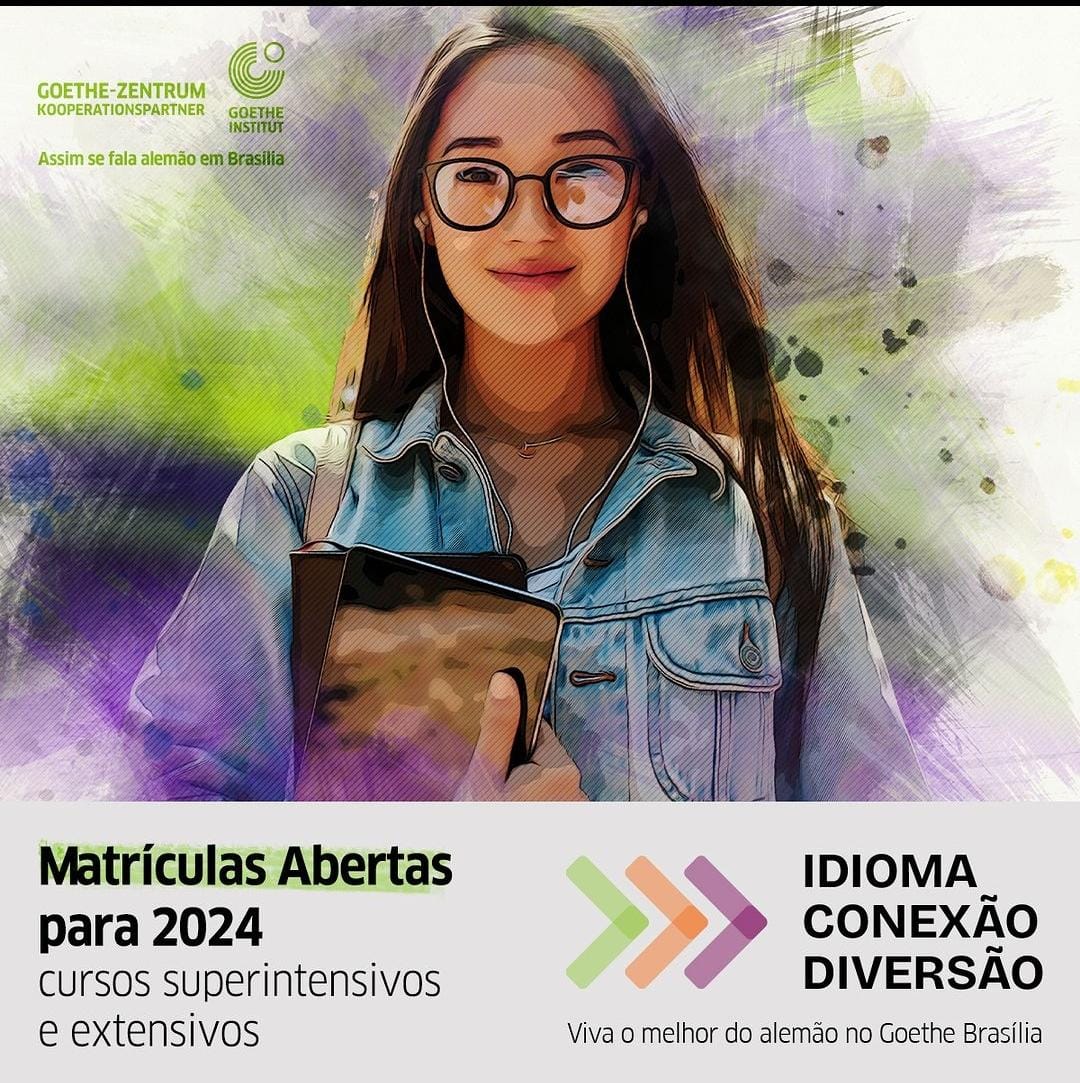 GOETHE-ZENTRUM
KOOPERATIONSPARTNER
GOETHE
INSTITUT
Assim se fala alemão em Brasília
Matrículas Abertas
para 2024
cursos superintensivos
e extensivos
IDIOMA
CONEXÃO
DIVERSÃO
Viva o melhor do alemão no Goethe Brasília